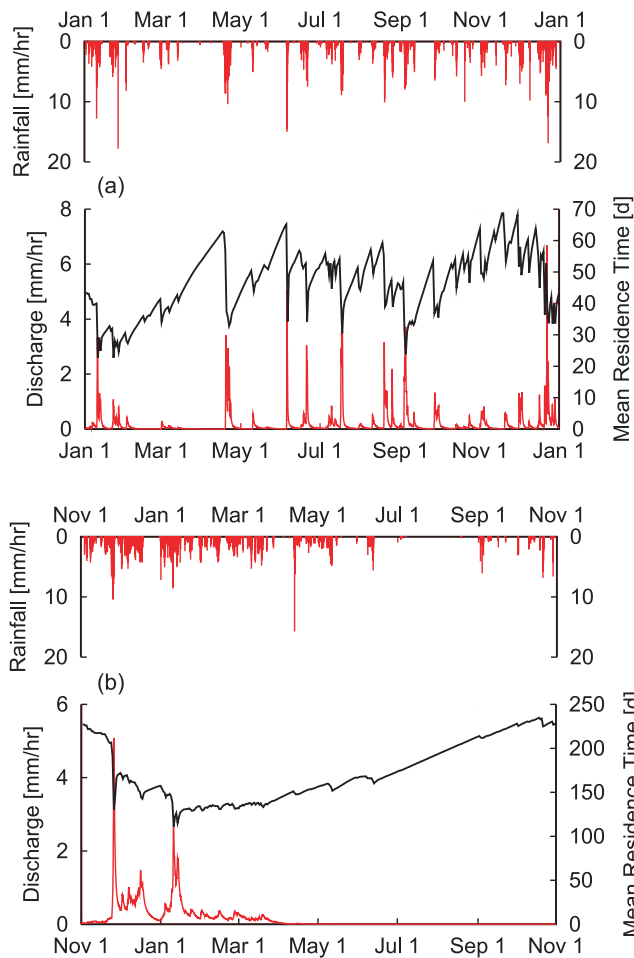 Jan 1 Mar 1 May 1 Jul 1 Sep 1 Nov 1 Jan 1
0 0
10 10
20 20
Rainfall [mm/hr]
(a)
8 70
60
6 50
40
4 30
2 20
10
0 0
Discharge [mm/hr]
Mean Residence Time [d]
Jan 1 Mar 1 May 1 Jul 1 Sep 1 Nov 1 Jan 1
Nov 1 Jan 1 Mar 1 May 1 Jul 1 Sep 1 Nov 1
0 0
10 10
20 20
Rainfall [mm/hr]
(b)
6 250
200
4 150
2 100
50
0 0
Discharge [mm/hr]
Mean Residence Time [d]
Nov 1 Jan 1 Mar 1 May 1 Jul 1 Sep 1 Nov 1